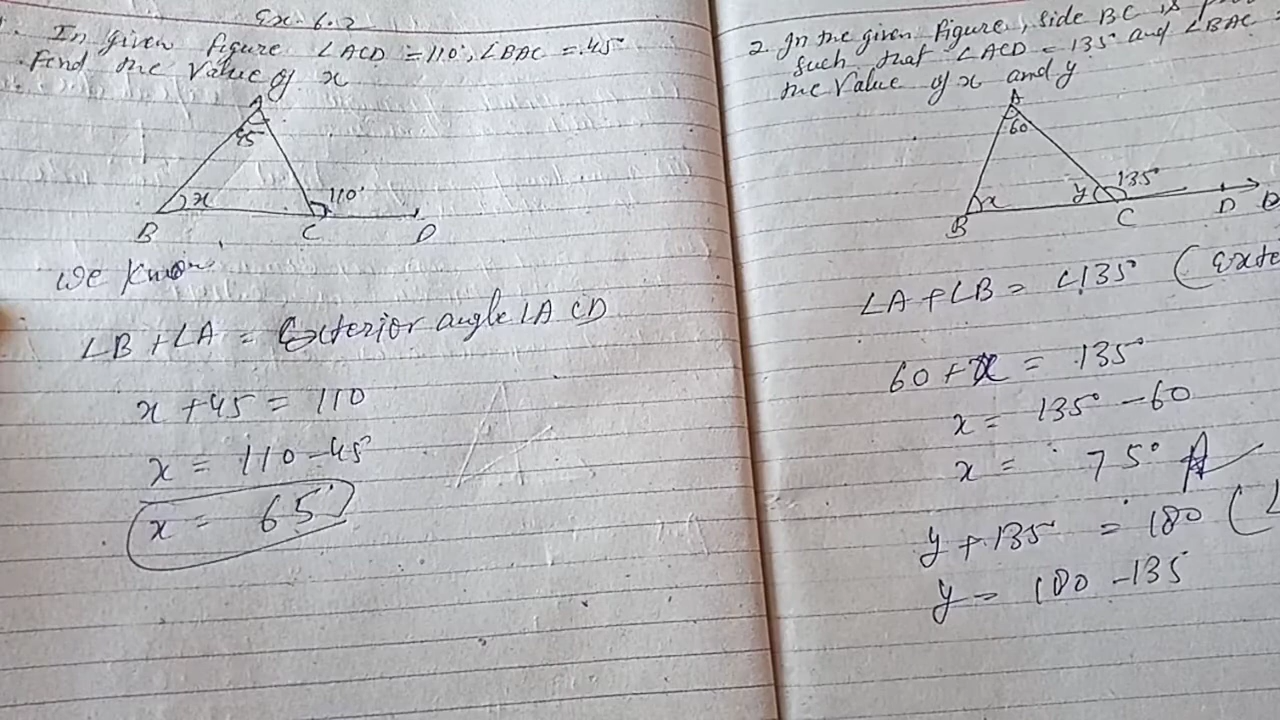 Ex-6.2
1. In given figure ∠ACD = 110°, ∠BAC = 45°
Find the value of x
A
45
x
110°
B
C
D
we know
∠B + ∠A = Exterior angle ∠ACD
x + 45 = 110
x = 110 - 45
x = 65°
2. In the given figure, side BC is
such that ∠ACD = 135° and ∠BAC
the value of x and y
A
60
x
y
135°
B
C
D
∠A + ∠B = ∠135° (Exte
60 + x = 135°
x = 135° - 60
x = 75°
y + 135° = 180 (∠
y = 180 - 135